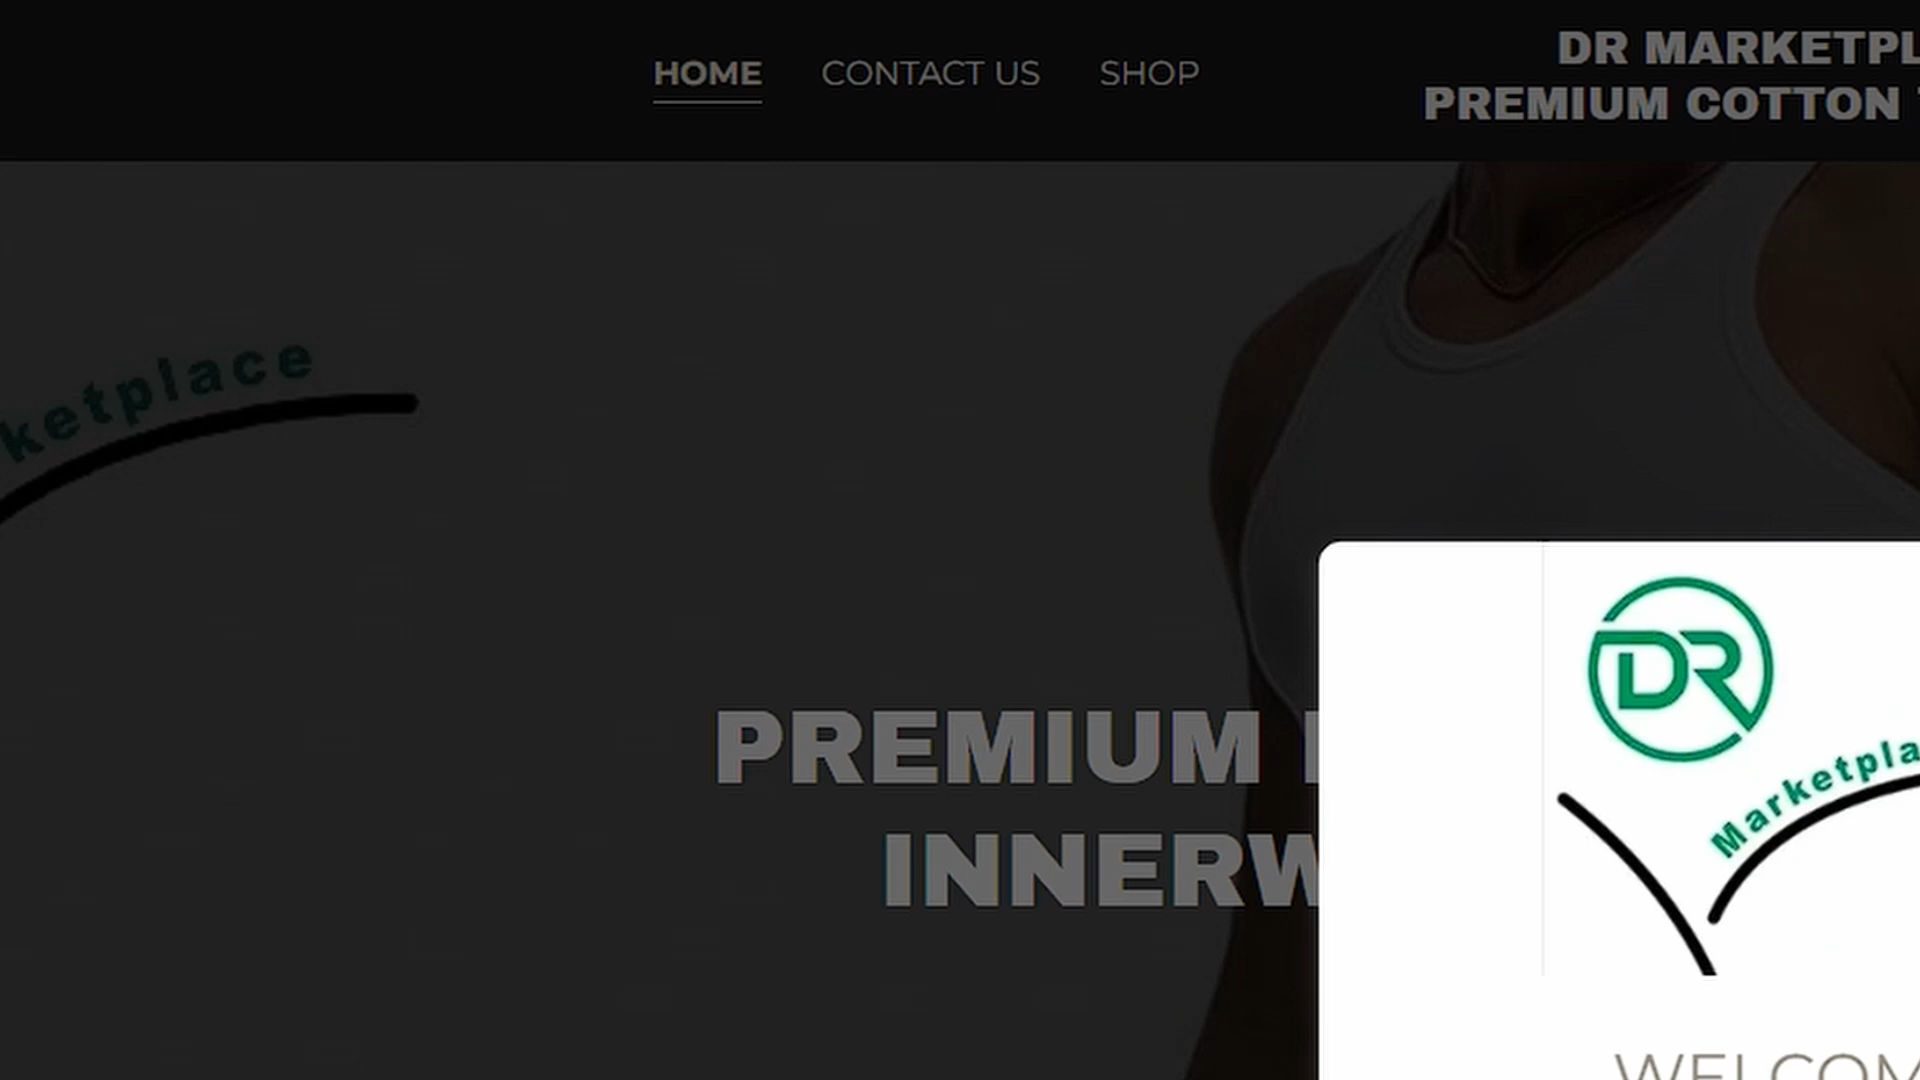 HOME CONTACT US SHOP
DR MARKETPL
PREMIUM COTTON
ketplace
PREMIUM
INNERW
DR
Marketpla
WELCOM